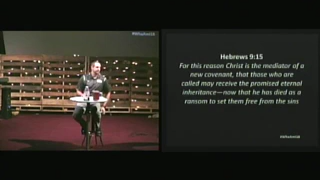 Hebrews 9:15
For this reason Christ is the mediator of a
new covenant, that those who are
called may receive the promised eternal
inheritance—now that he has died as a
ransom to set them free from the sins